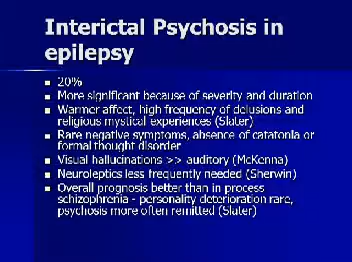 Interictal Psychosis in
epilepsy
20%
More significant because of severity and duration
Warmer affect, high frequency of delusions and
religious mystical experiences (Slater)
Rare negative symptoms, absence of catatonia or
formal thought disorder
Visual hallucinations >> auditory (McKenna)
Neuroleptics less frequently needed (Sherwin)
Overall prognosis better than in process
schizophrenia - personality deterioration rare,
psychosis more often remitted (Slater)